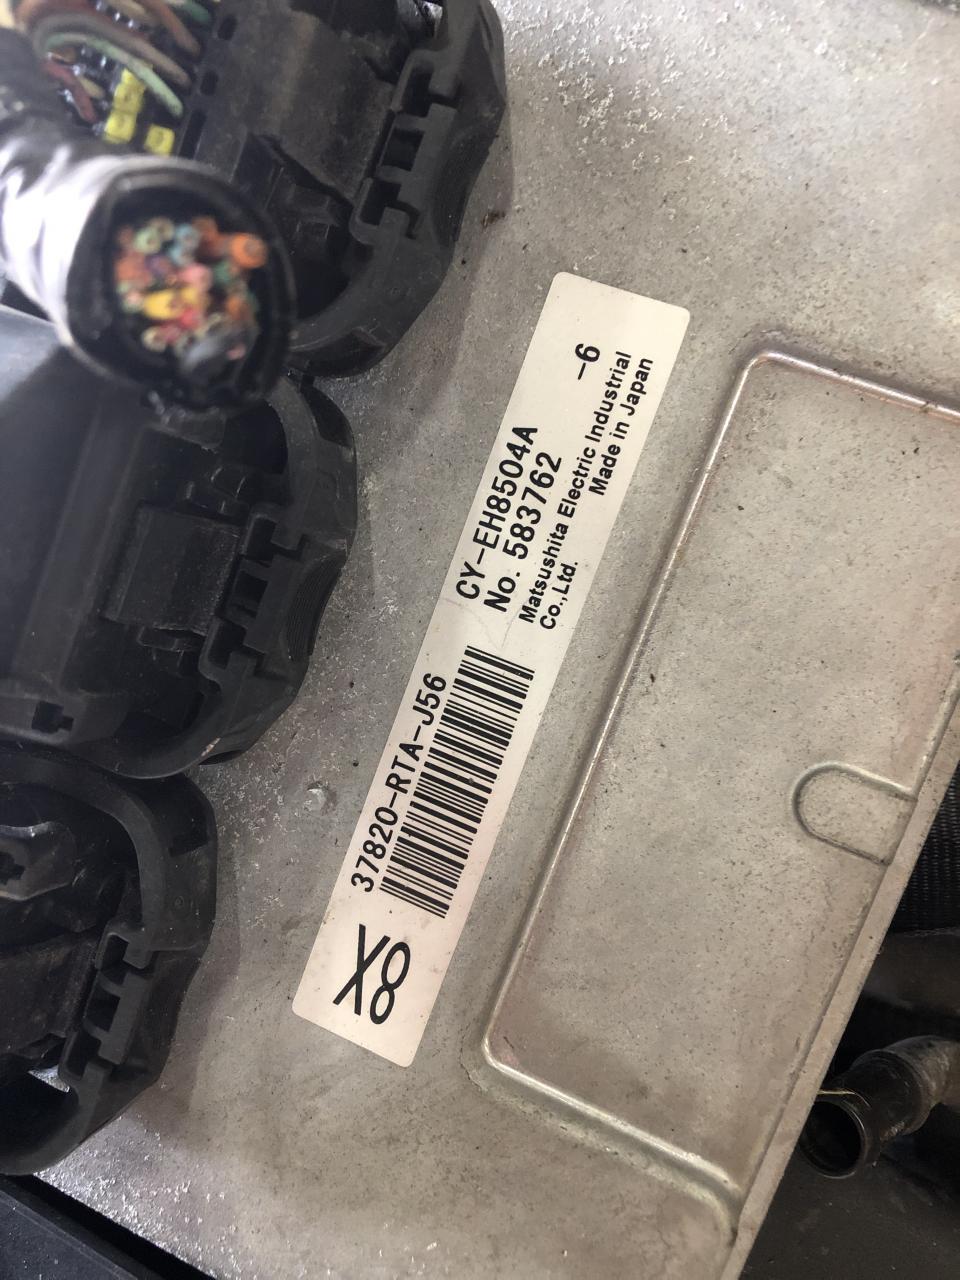 X8
37820-RTA-J56
CY-EH8504A
No. 583762
-6
Matsushita Electric Industrial
Co.,Ltd.
Made in Japan